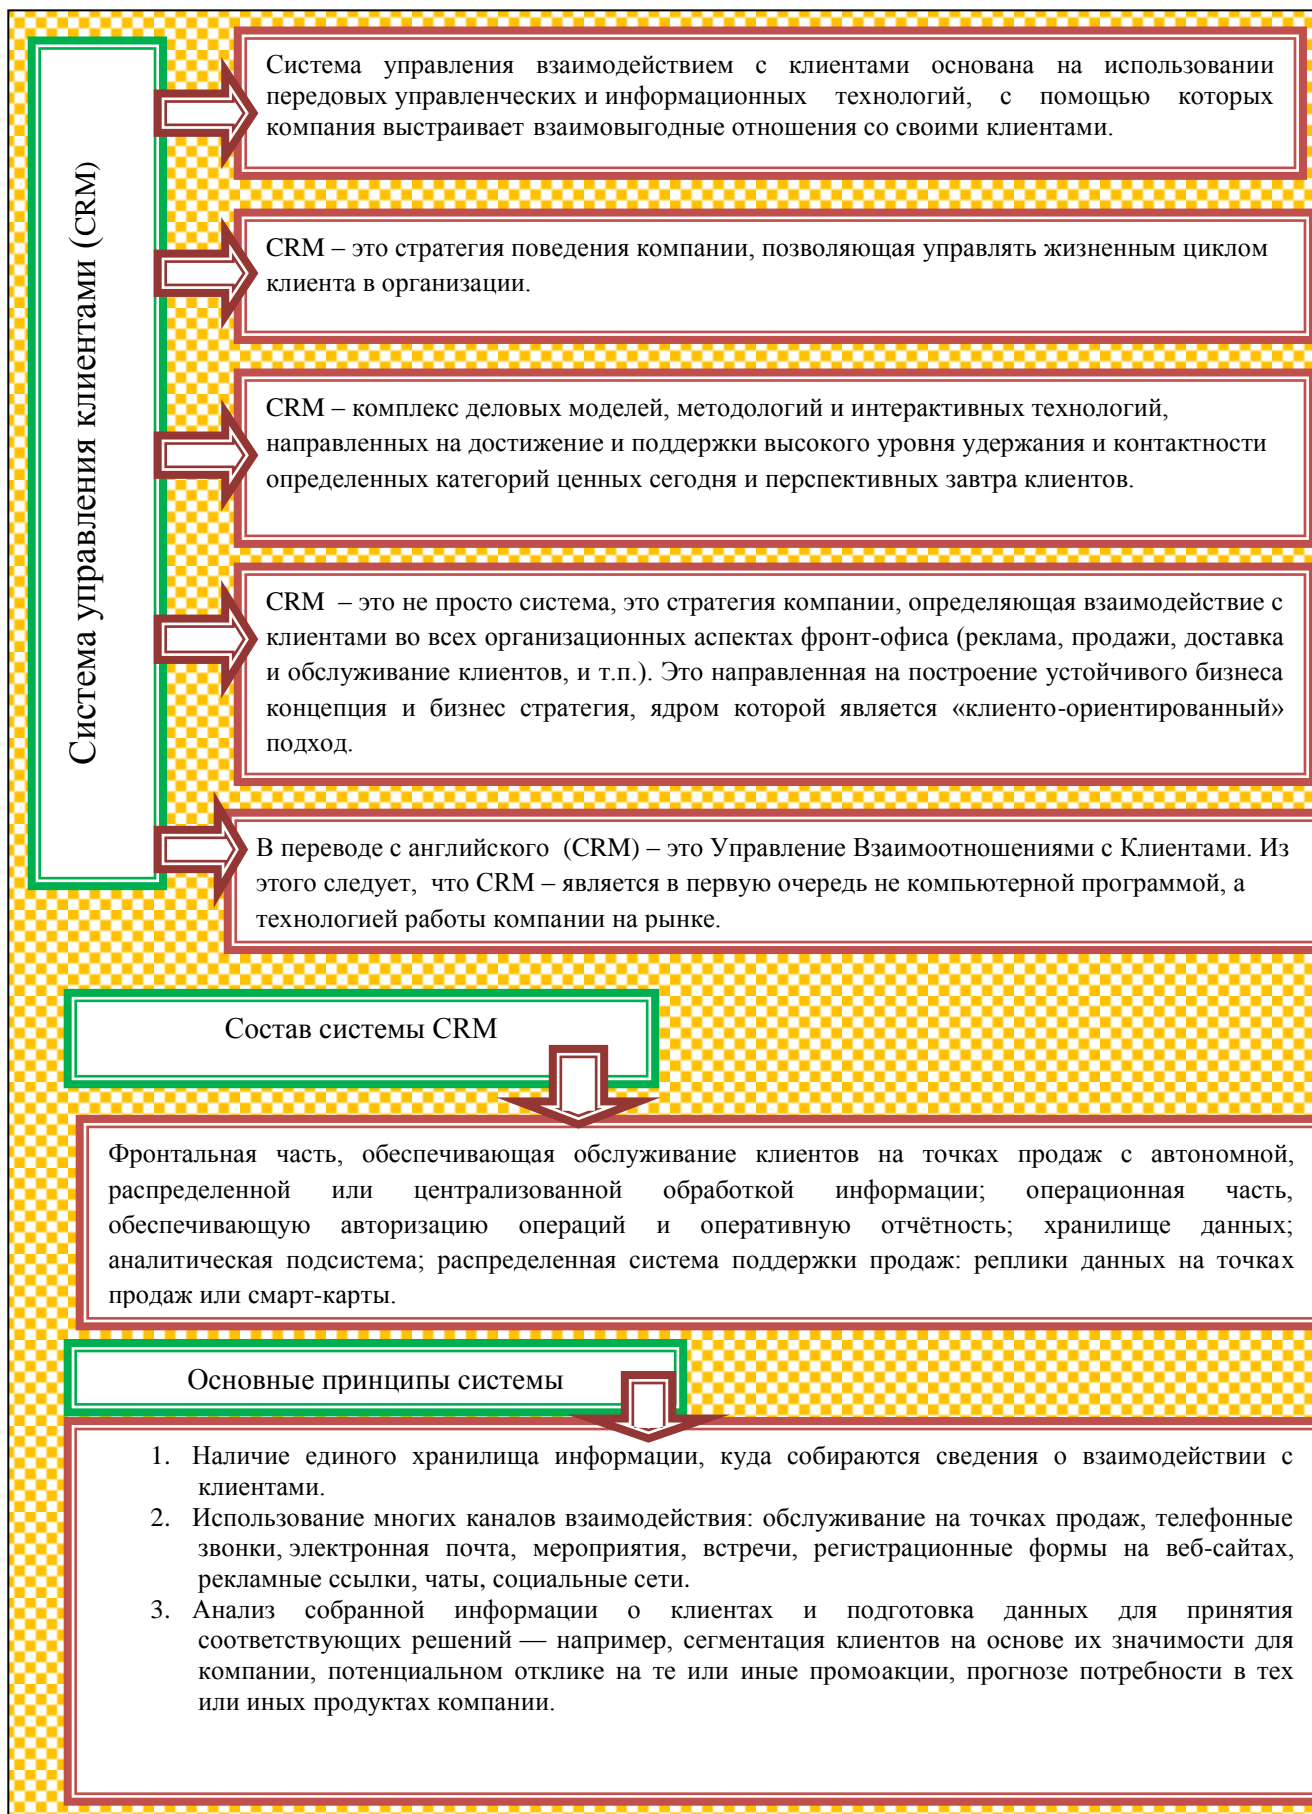 Система управления клиентами (CRM)
Система управления взаимодействием с клиентами основана на использовании
передовых управленческих и информационных технологий, с помощью которых
компания выстраивает взаимовыгодные отношения со своими клиентами.
CRM – это стратегия поведения компании, позволяющая управлять жизненным циклом
клиента в организации.
CRM – комплекс деловых моделей, методологий и интерактивных технологий,
направленных на достижение и поддержки высокого уровня удержания и контактности
определенных категорий ценных сегодня и перспективных завтра клиентов.
CRM – это не просто система, это стратегия компании, определяющая взаимодействие с
клиентами во всех организационных аспектах фронт-офиса (реклама, продажи, доставка
и обслуживание клиентов, и т.п.). Это направленная на построение устойчивого бизнеса
концепция и бизнес стратегия, ядром которой является «клиенто-ориентированный»
подход.
В переводе с английского (CRM) – это Управление Взаимоотношениями с Клиентами. Из
этого следует, что CRM – является в первую очередь не компьютерной программой, а
технологией работы компании на рынке.
Состав системы CRM
Фронтальная часть, обеспечивающая обслуживание клиентов на точках продаж с автономной,
распределенной или централизованной обработкой информации; операционная часть,
обеспечивающую авторизацию операций и оперативную отчётность; хранилище данных;
аналитическая подсистема; распределенная система поддержки продаж: реплики данных на точках
продаж или смарт-карты.
Основные принципы системы
1. Наличие единого хранилища информации, куда собираются сведения о взаимодействии с
клиентами.
2. Использование многих каналов взаимодействия: обслуживание на точках продаж, телефонные
звонки, электронная почта, мероприятия, встречи, регистрационные формы на веб-сайтах,
рекламные ссылки, чаты, социальные сети.
3. Анализ собранной информации о клиентах и подготовка данных для принятия
соответствующих решений — например, сегментация клиентов на основе их значимости для
компании, потенциальном отклике на те или иные промоакции, прогнозе потребности в тех
или иных продуктах компании.